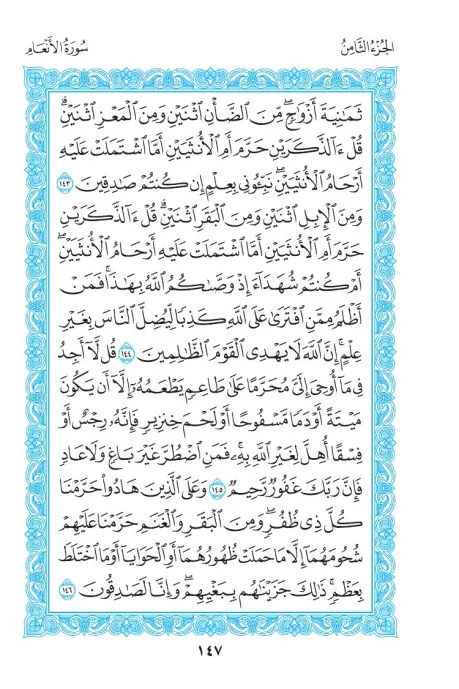 الجُزْءُ الثَّامِنُ
سُورَةُ الأَنْعَامِ
ثَمَٰنِيَةَ أَزْوَٰجٖۖ مِّنَ ٱلضَّأْنِ ٱثْنَيْنِ وَمِنَ ٱلْمَعْزِ ٱثْنَيْنِۗ
قُلْ ءَآلذَّكَرَيْنِ حَرَّمَ أَمِ ٱلْأُنثَيَيْنِ أَمَّا ٱشْتَمَلَتْ عَلَيْهِ
أَرْحَامُ ٱلْأُنثَيَيْنِۖ نَبِّـُٔونِي بِعِلْمٍ إِن كُنتُمْ صَٰدِقِينَ ١٤٣
وَمِنَ ٱلْإِبِلِ ٱثْنَيْنِ وَمِنَ ٱلْبَقَرِ ٱثْنَيْنِۗ قُلْ ءَآلذَّكَرَيْنِ
حَرَّمَ أَمِ ٱلْأُنثَيَيْنِ أَمَّا ٱشْتَمَلَتْ عَلَيْهِ أَرْحَامُ ٱلْأُنثَيَيْنِۖ
أَمْ كُنتُمْ شُهَدَآءَ إِذْ وَصَّىٰكُمُ ٱللَّهُ بِهَٰذَاۚ فَمَنْ
أَظْلَمُ مِمَّنِ ٱفْتَرَىٰ عَلَى ٱللَّهِ كَذِبًا لِّيُضِلَّ ٱلنَّاسَ بِغَيْرِ
عِلْمٍۚ إِنَّ ٱللَّهَ لَا يَهْدِي ٱلْقَوْمَ ٱلظَّٰلِمِينَ ١٤٤ قُل لَّآ أَجِدُ
فِي مَآ أُوحِيَ إِلَيَّ مُحَرَّمًا عَلَىٰ طَاعِمٍ يَطْعَمُهُۥٓ إِلَّآ أَن يَكُونَ
مَيْتَةً أَوْ دَمًا مَّسْفُوحًا أَوْ لَحْمَ خِنزِيرٍ فَإِنَّهُۥ رِجْسٌ أَوْ
فِسْقًا أُهِلَّ لِغَيْرِ ٱللَّهِ بِهِۦۚ فَمَنِ ٱضْطُرَّ غَيْرَ بَاغٍ وَلَا عَادٍ
فَإِنَّ رَبَّكَ غَفُورٌ رَّحِيمٌ ١٤٥ وَعَلَى ٱلَّذِينَ هَادُوا۟ حَرَّمْنَا
كُلَّ ذِي ظُفُرٍۖ وَمِنَ ٱلْبَقَرِ وَٱلْغَنَمِ حَرَّمْنَا عَلَيْهِمْ
شُحُومَهُمَآ إِلَّا مَا حَمَلَتْ ظُهُورُهُمَآ أَوِ ٱلْحَوَايَآ أَوْ مَا ٱخْتَلَطَ
بِعَظْمٍۚ ذَٰلِكَ جَزَيْنَٰهُم بِبَغْيِهِمْۖ وَإِنَّا لَصَٰدِقُونَ ١٤٦
١٤٧